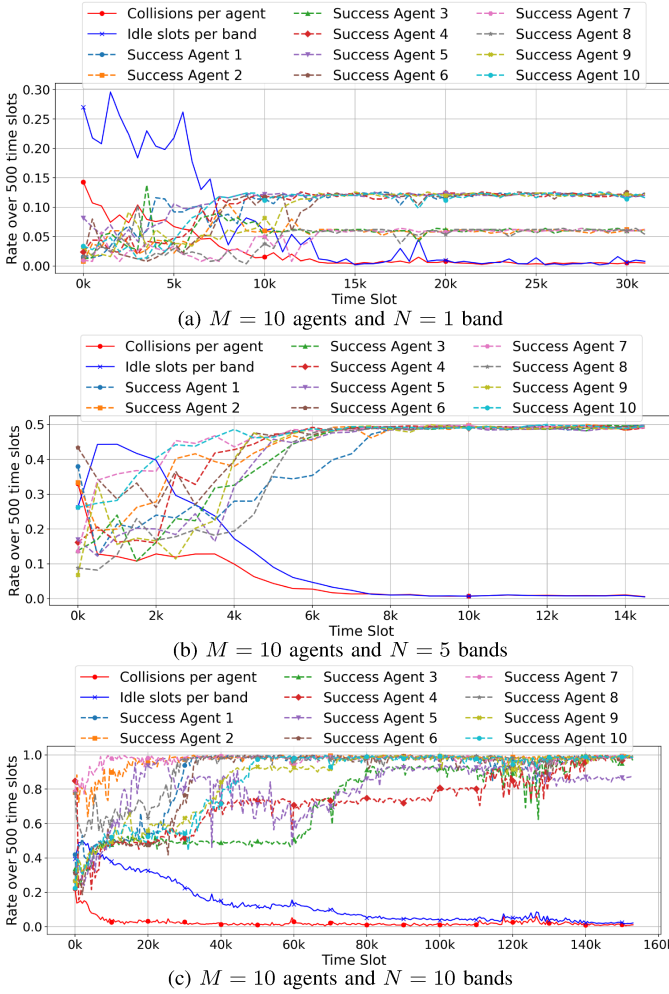 Collisions per agent
Idle slots per band
Success Agent 1
Success Agent 2
Success Agent 3
Success Agent 4
Success Agent 5
Success Agent 6
Success Agent 7
Success Agent 8
Success Agent 9
Success Agent 10
Rate over 500 time slots
0.30
0.25
0.20
0.15
0.10
0.05
0.00
0k 5k 10k 15k 20k 25k 30k
Time Slot
(a) M = 10 agents and N = 1 band
Collisions per agent
Idle slots per band
Success Agent 1
Success Agent 2
Success Agent 3
Success Agent 4
Success Agent 5
Success Agent 6
Success Agent 7
Success Agent 8
Success Agent 9
Success Agent 10
Rate over 500 time slots
0.5
0.4
0.3
0.2
0.1
0.0
0k 2k 4k 6k 8k 10k 12k 14k
Time Slot
(b) M = 10 agents and N = 5 bands
Collisions per agent
Idle slots per band
Success Agent 1
Success Agent 2
Success Agent 3
Success Agent 4
Success Agent 5
Success Agent 6
Success Agent 7
Success Agent 8
Success Agent 9
Success Agent 10
Rate over 500 time slots
1.0
0.8
0.6
0.4
0.2
0.0
0k 20k 40k 60k 80k 100k 120k 140k 160k
Time Slot
(c) M = 10 agents and N = 10 bands